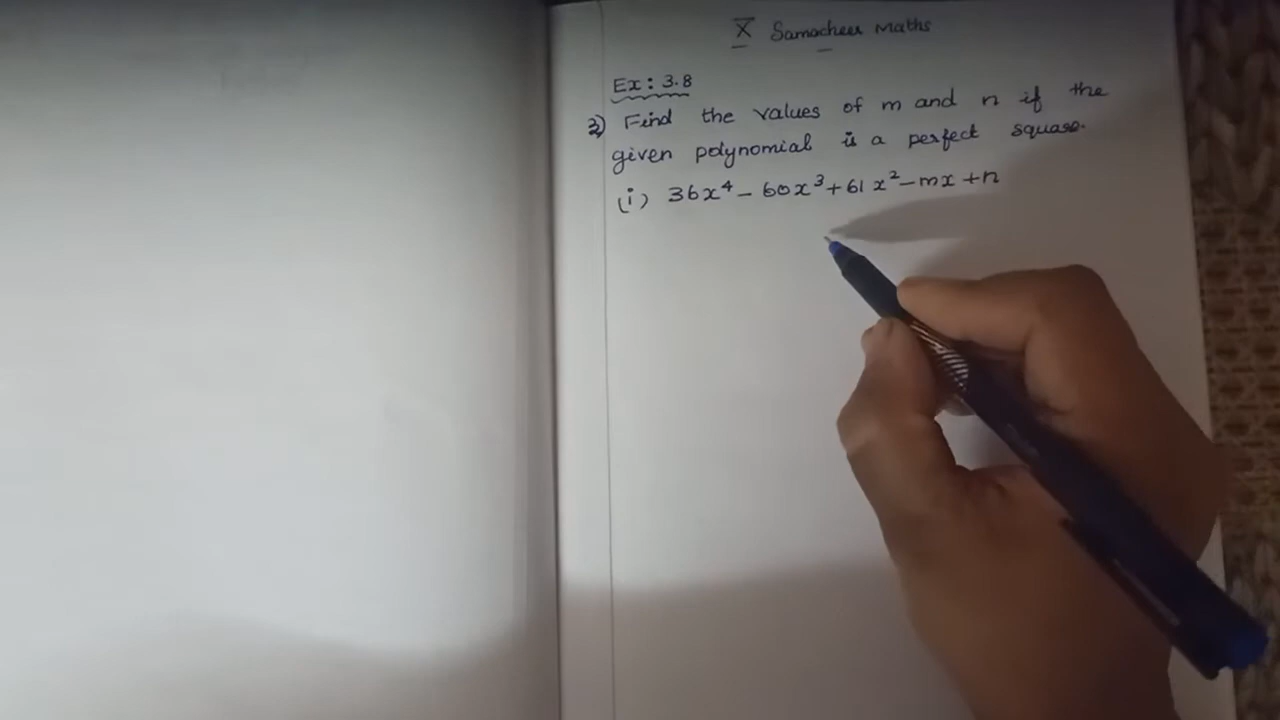 X Samacheer Maths
Ex: 3.8
3) Find the values of m and n if the
given polynomial is a perfect square.
(i) 36x⁴ - 60x³ + 61x² - mx + n